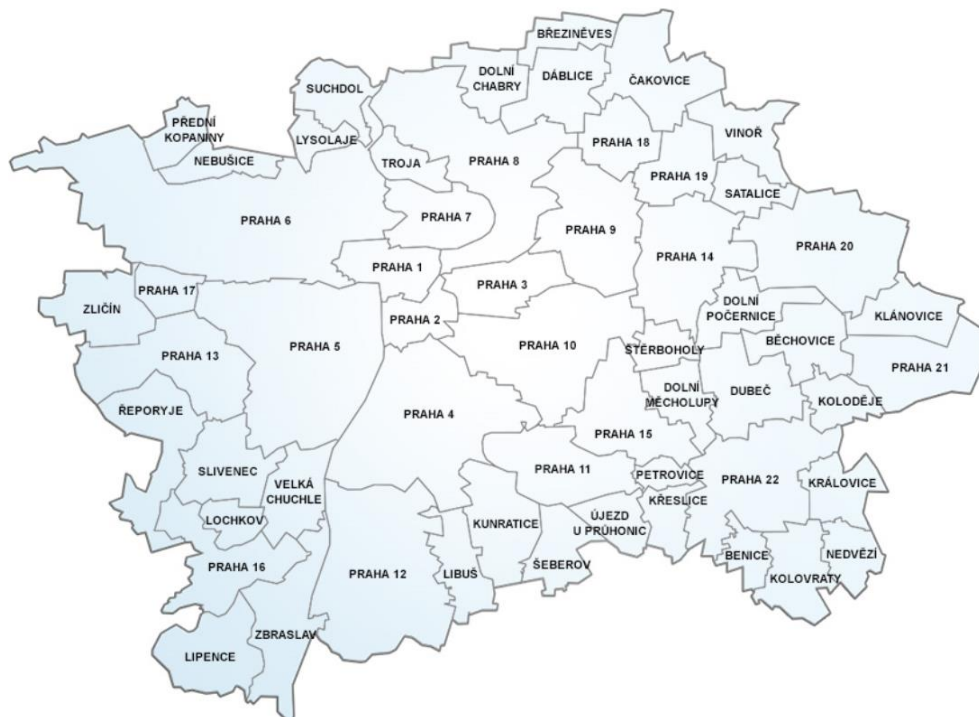 BŘEZINĚVES
DOLNÍ
CHABRY
ĎÁBLICE
ČAKOVICE
SUCHDOL
PŘEDNÍ
KOPANINY
LYSOLAJE
NEBUŠICE
TROJA
PRAHA 8
PRAHA 18
VINOŘ
PRAHA 19
SATALICE
PRAHA 6
PRAHA 7
PRAHA 9
PRAHA 20
PRAHA 14
PRAHA 1
PRAHA 3
PRAHA 17
ZLIČÍN
DOLNÍ
POČERNICE
KLÁNOVICE
PRAHA 2
BĚCHOVICE
PRAHA 5
PRAHA 10
ŠTĚRBOHOLY
PRAHA 13
PRAHA 21
DOLNÍ
MĚCHOLUPY
DUBEČ
KOLODĚJE
ŘEPORYJE
PRAHA 4
PRAHA 15
SLIVENEC
VELKÁ
CHUCHLE
PRAHA 11
PETROVICE
PRAHA 22
KRÁLOVICE
KŘESLICE
LOCHKOV
KUNRATICE
ÚJEZD
U PRŮHONIC
PRAHA 16
PRAHA 12
LIBUŠ
ŠEBEROV
BENICE
NEDVĚZÍ
KOLOVRATY
ZBRASLAV
LIPENCE